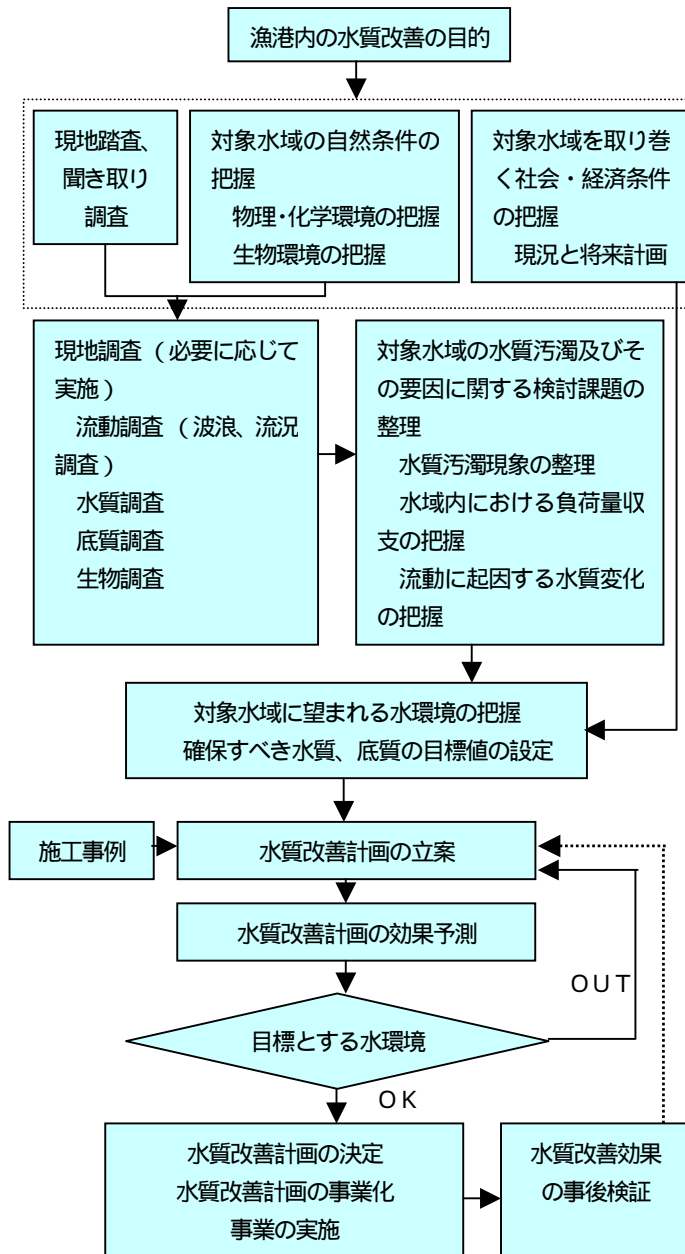 漁港内の水質改善の目的
現地踏査、
聞き取り
調査
対象水域の自然条件の
把握
物理・化学環境の把握
生物環境の把握
対象水域を取り巻
く社会・経済条件
の把握
現況と将来計画
現地調査（必要に応じて
実施）
流動調査（波浪、流況
調査）
水質調査
底質調査
生物調査
対象水域の水質汚濁及びそ
の要因に関する検討課題の
整理
水質汚濁現象の整理
水域内における負荷量収
支の把握
流動に起因する水質変化
の把握
対象水域に望まれる水環境の把握
確保すべき水質、底質の目標値の設定
施工事例
水質改善計画の立案
水質改善計画の効果予測
OUT
目標とする水環境
OK
水質改善計画の決定
水質改善計画の事業化
事業の実施
水質改善効果
の事後検証